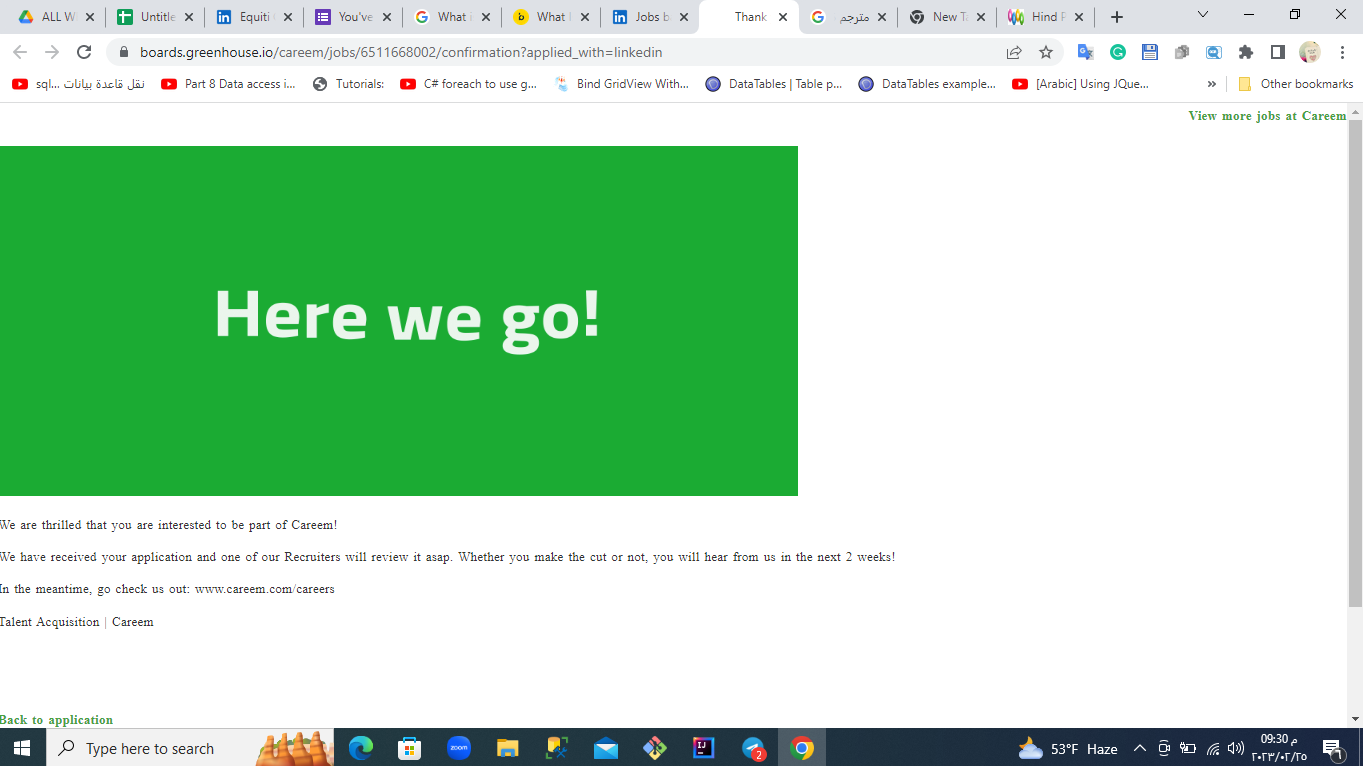 ALL W
Untitle
Equiti
You've
What i
What
Jobs b
Thank
مترجم
New Ta
Hind P
boards.greenhouse.io/careem/jobs/6511668002/confirmation?applied_with=linkedin
نقل قاعدة بيانات sql...
Part 8 Data access i...
Tutorials:
C# foreach to use g...
Bind GridView With...
DataTables | Table p...
DataTables example...
[Arabic] Using JQue...
»
Other bookmarks
View more jobs at Careem
Here we go!
We are thrilled that you are interested to be part of Careem!
We have received your application and one of our Recruiters will review it asap. Whether you make the cut or not, you will hear from us in the next 2 weeks!
In the meantime, go check us out: www.careem.com/careers
Talent Acquisition | Careem
Back to application
Type here to search
zoom
IJ
2
53°F Haze
09:30 م
٢٠٢٣/٠٢/٢٥
٦